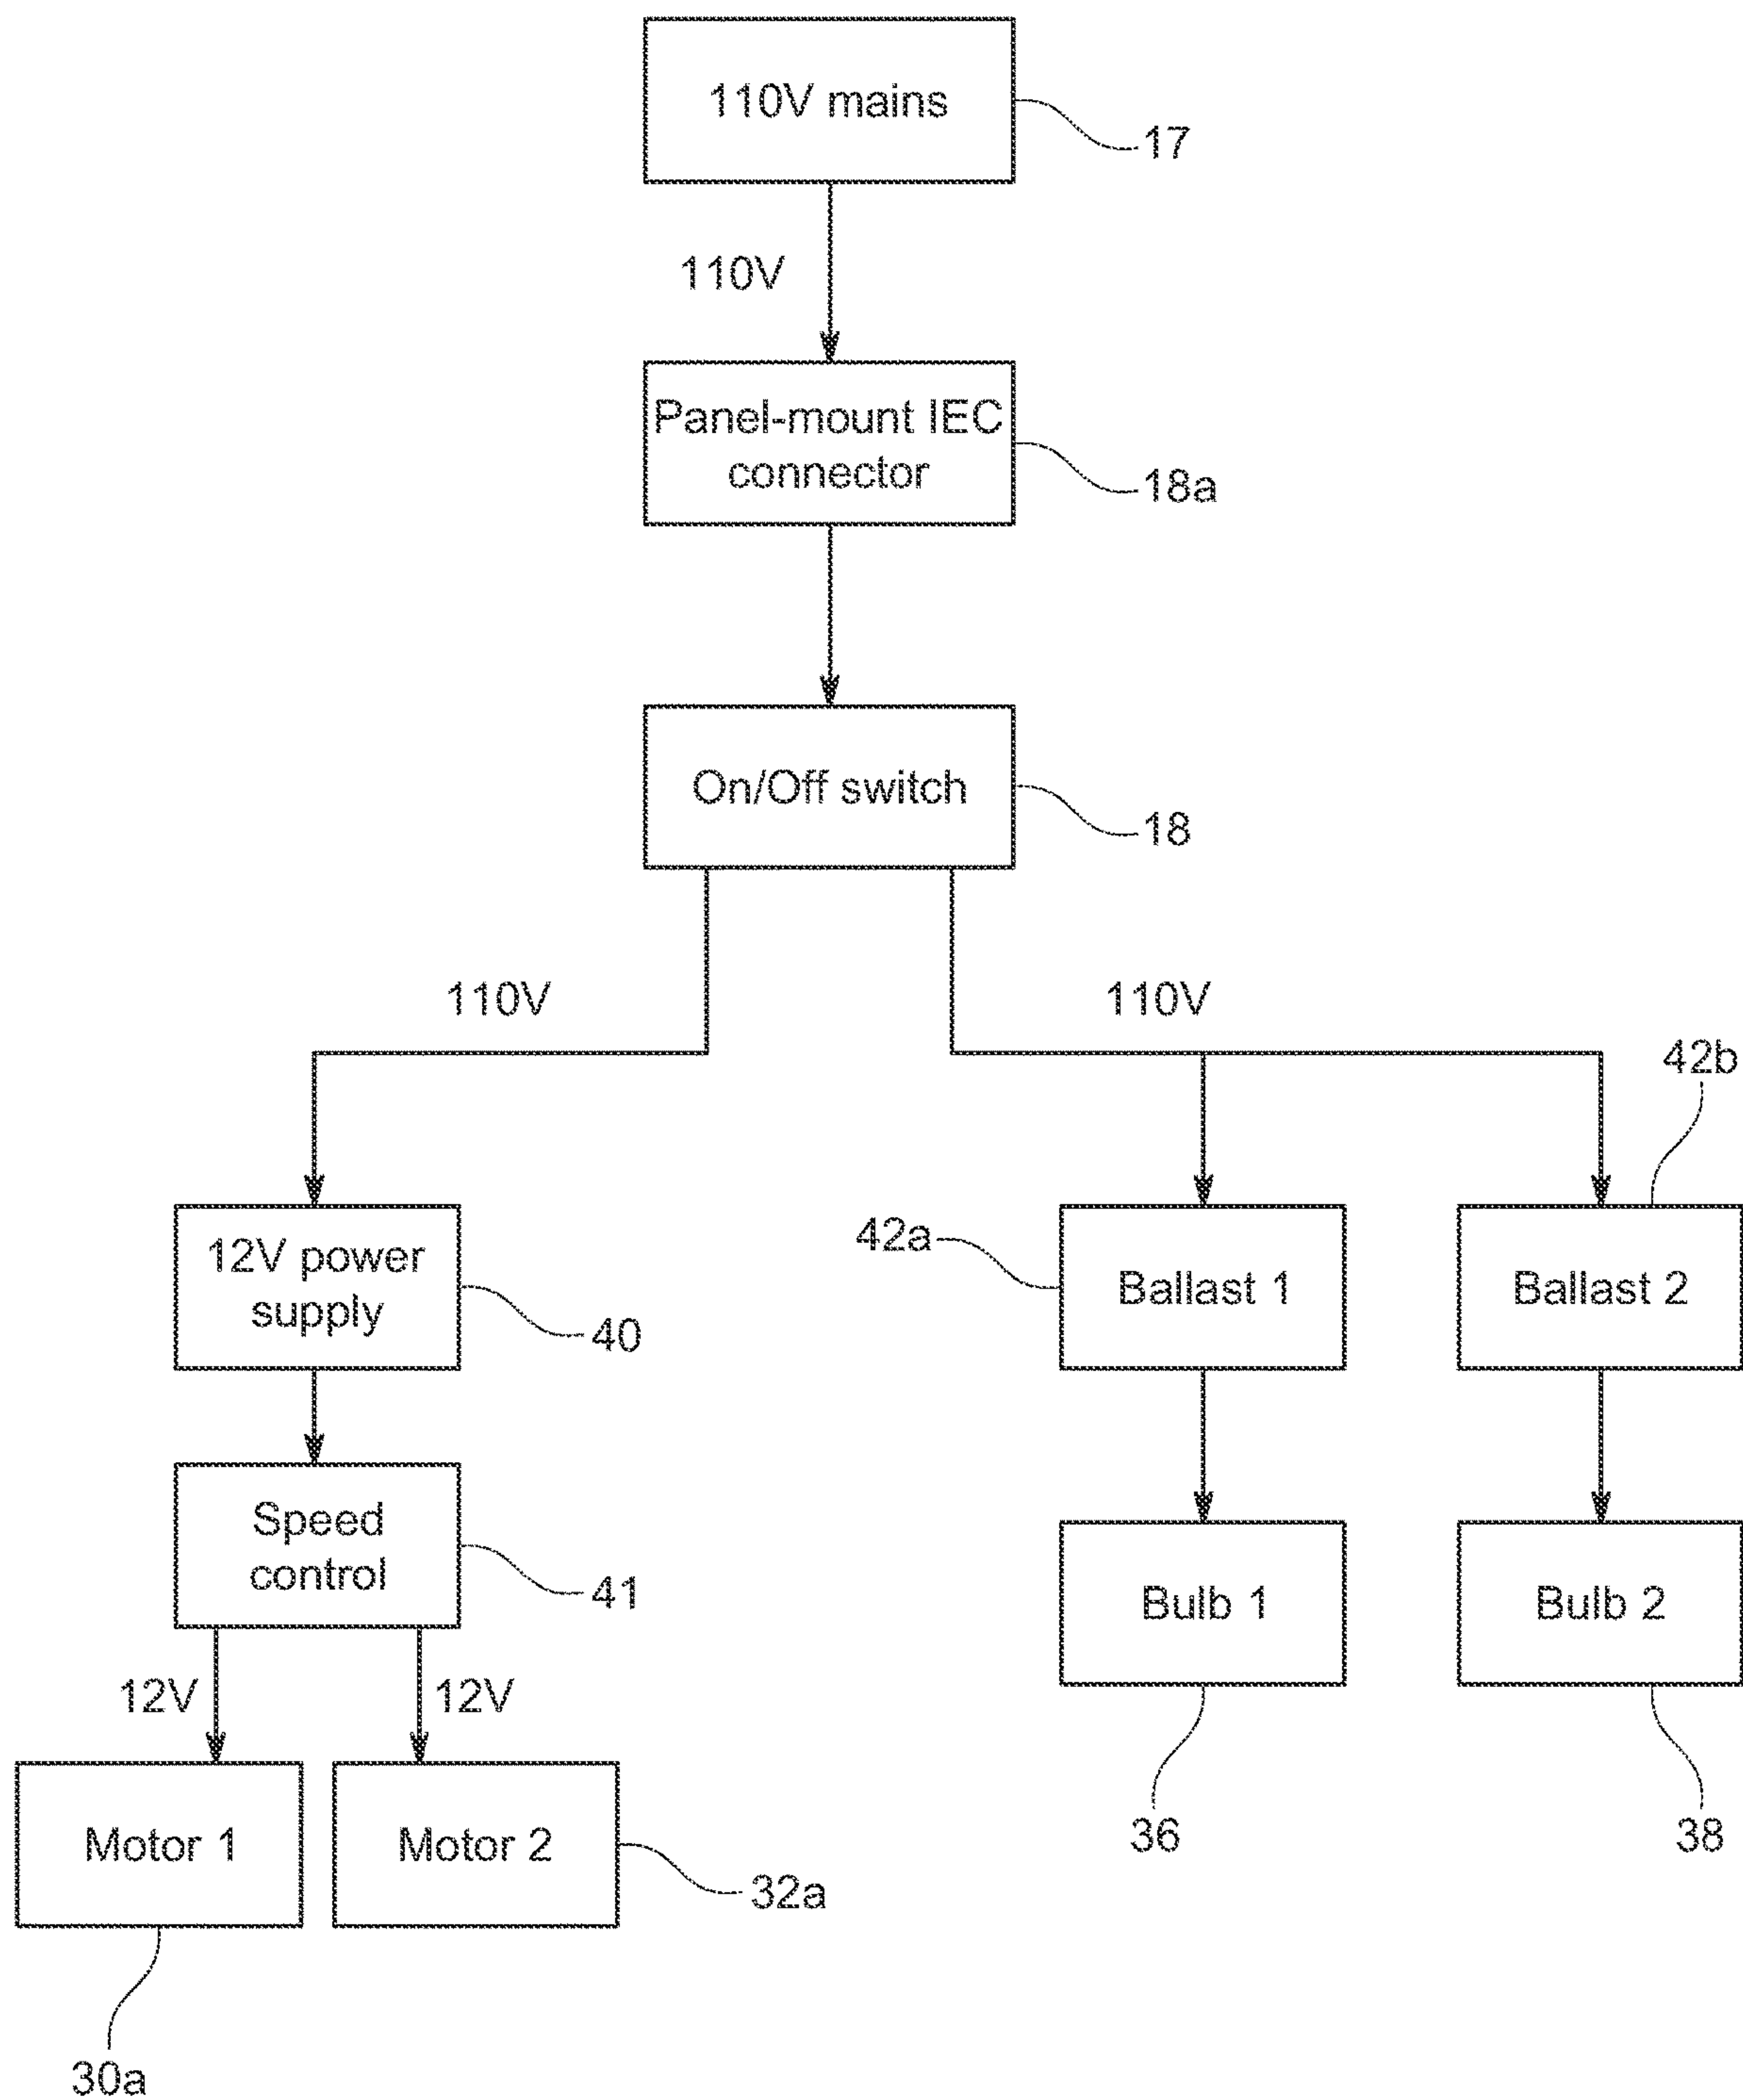 110V mains
17
110V
Panel-mount IEC
connector
18a
On/Off switch
18
110V
110V
42b
12V power
supply
40
42a
Ballast 1
Ballast 2
Speed
control
41
Bulb 1
Bulb 2
12V
12V
Motor 1
Motor 2
32a
36
38
30a